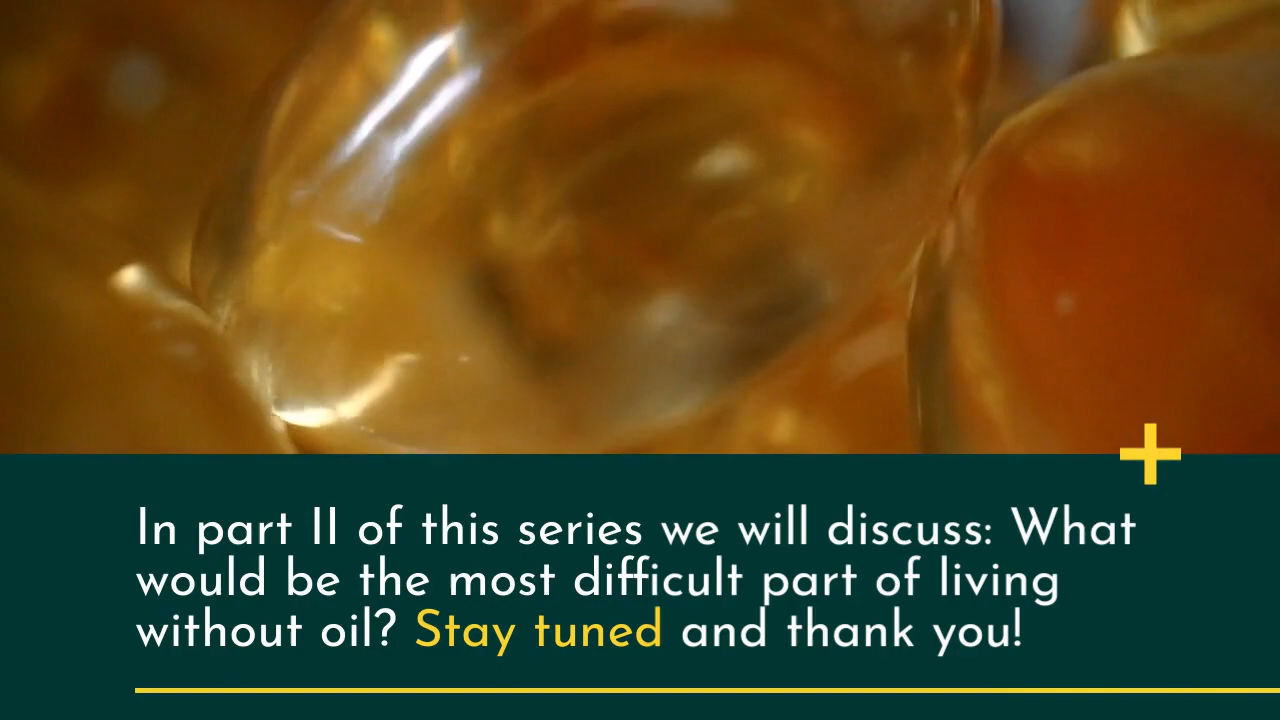 In part II of this series we will discuss: What
would be the most difficult part of living
without oil? Stay tuned and thank you!